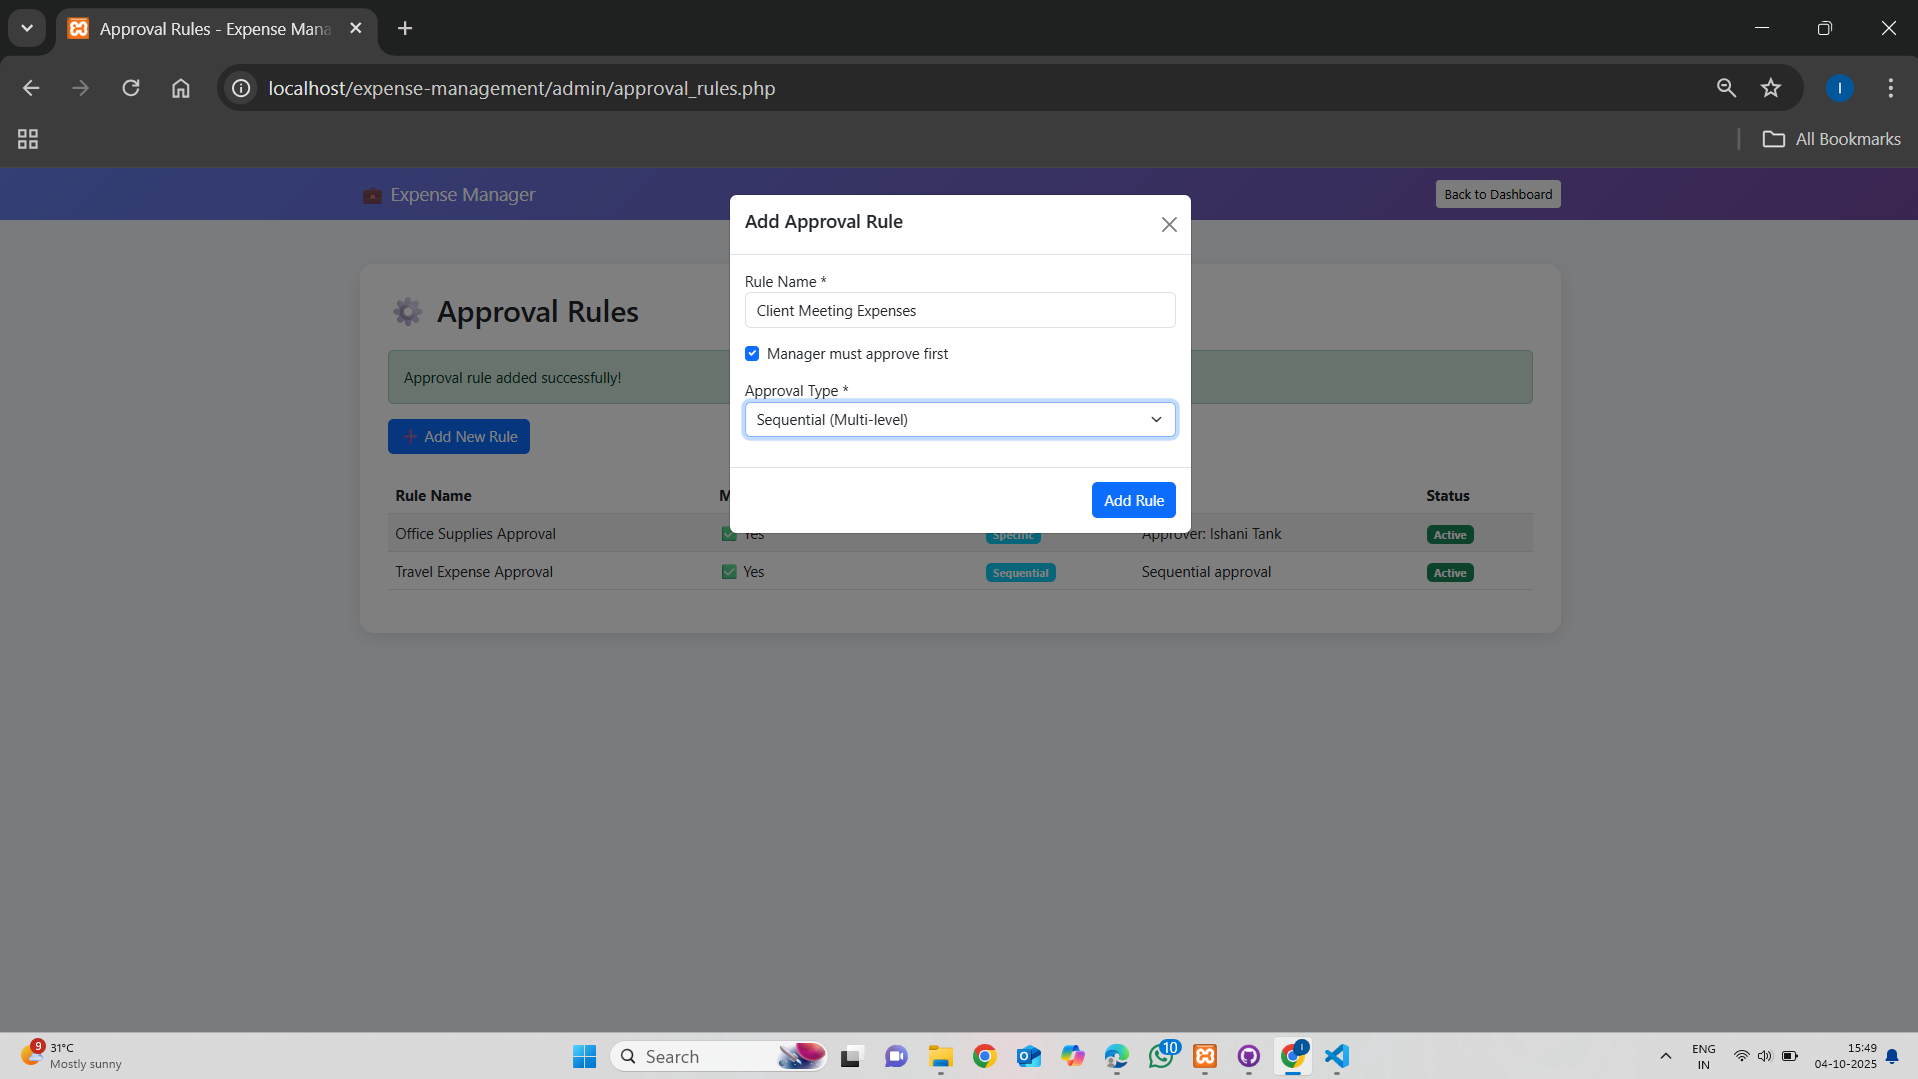 Approval Rules - Expense Mana
localhost/expense-management/admin/approval_rules.php
I
All Bookmarks
Expense Manager
Back to Dashboard
Add Approval Rule
Rule Name *
Client Meeting Expenses
Manager must approve first
Approval Type *
Sequential (Multi-level)
Add Rule
Approval Rules
Approval rule added successfully!
Add New Rule
Rule Name
M
Status
Office Supplies Approval
Yes
Specific
Approver: Ishani Tank
Active
Travel Expense Approval
Yes
Sequential
Sequential approval
Active
9
31°C
Mostly sunny
Search
10
I
ENG
IN
15:49
04-10-2025